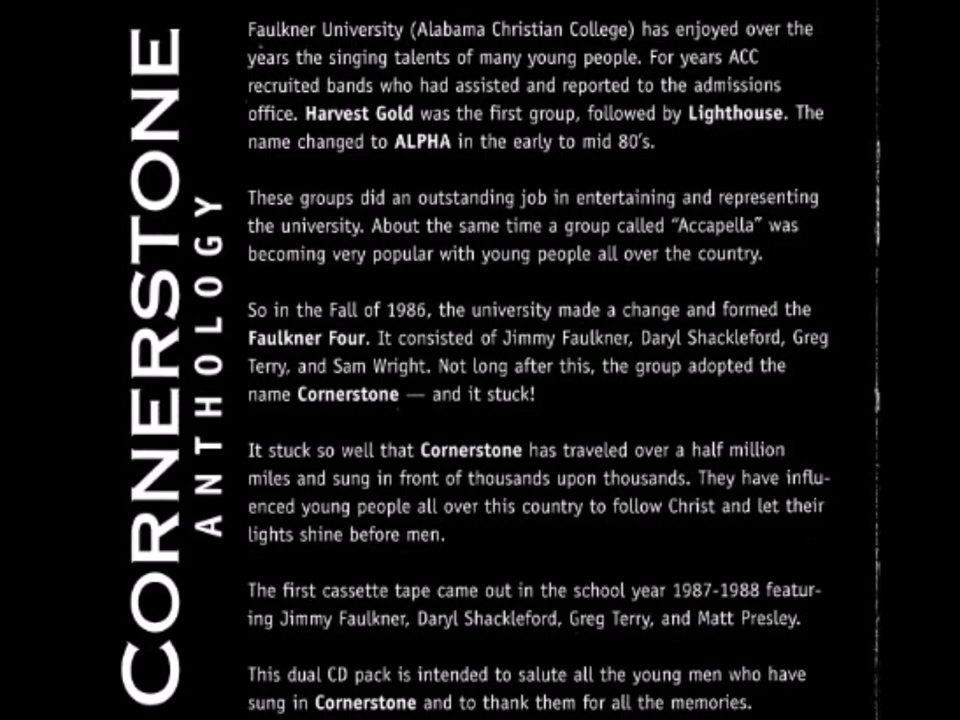 CORNERSTONE
ANTHOLOGY
Faulkner University (Alabama Christian College) has enjoyed over the
years the singing talents of many young people. For years ACC
recruited bands who had assisted and reported to the admissions
office. Harvest Gold was the first group, followed by Lighthouse. The
name changed to ALPHA in the early to mid 80's.
These groups did an outstanding job in entertaining and representing
the university. About the same time a group called "Accapella" was
becoming very popular with young people all over the country.
So in the Fall of 1986, the university made a change and formed the
Faulkner Four. It consisted of Jimmy Faulkner, Daryl Shackleford, Greg
Terry, and Sam Wright. Not long after this, the group adopted the
name Cornerstone — and it stuck!
It stuck so well that Cornerstone has traveled over a half million
miles and sung in front of thousands upon thousands. They have influ-
enced young people all over this country to follow Christ and let their
lights shine before men.
The first cassette tape came out in the school year 1987-1988 featur-
ing Jimmy Faulkner, Daryl Shackleford, Greg Terry, and Matt Presley.
This dual CD pack is intended to salute all the young men who have
sung in Cornerstone and to thank them for all the memories.